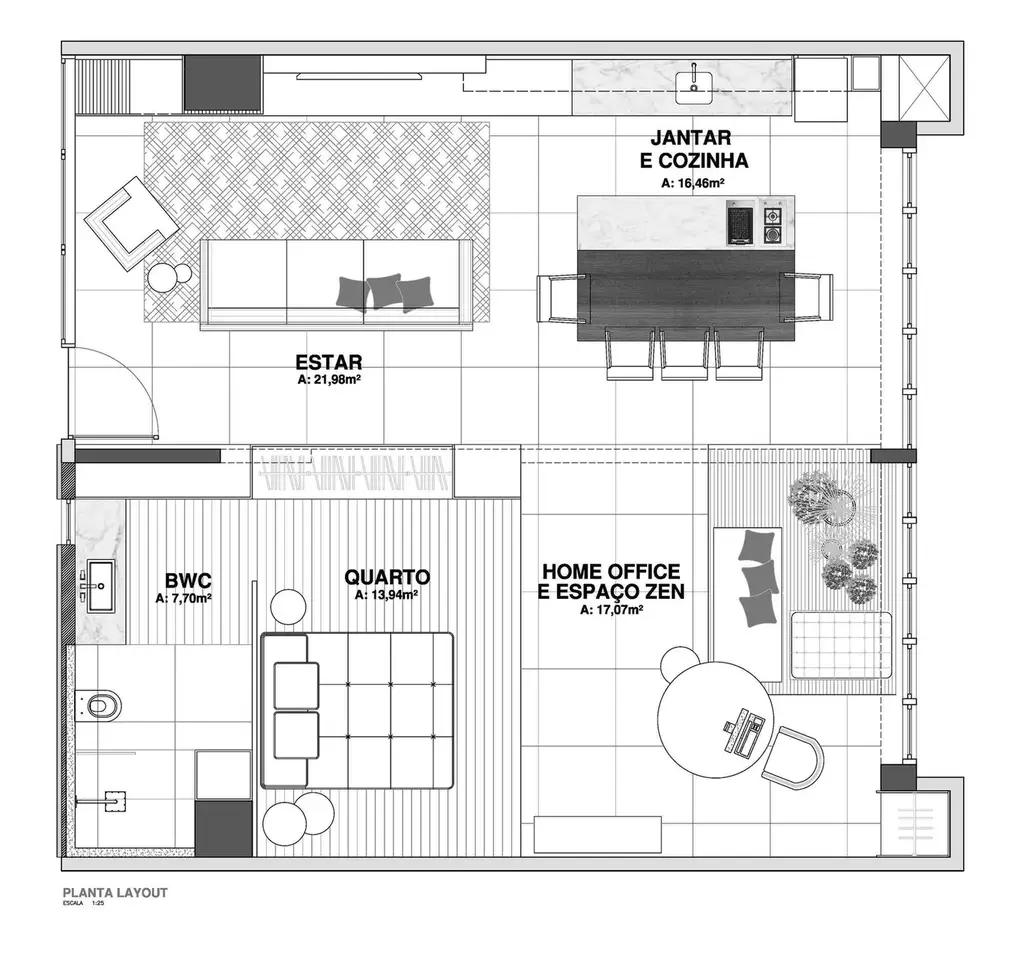 JANTAR
E COZINHA
A: 16,46m²
ESTAR
A: 21,98m²
BWC
A: 7,70m²
QUARTO
A: 13,94m²
HOME OFFICE
E ESPAÇO ZEN
A: 17,07m²
PLANTA LAYOUT
ESCALA 1:25